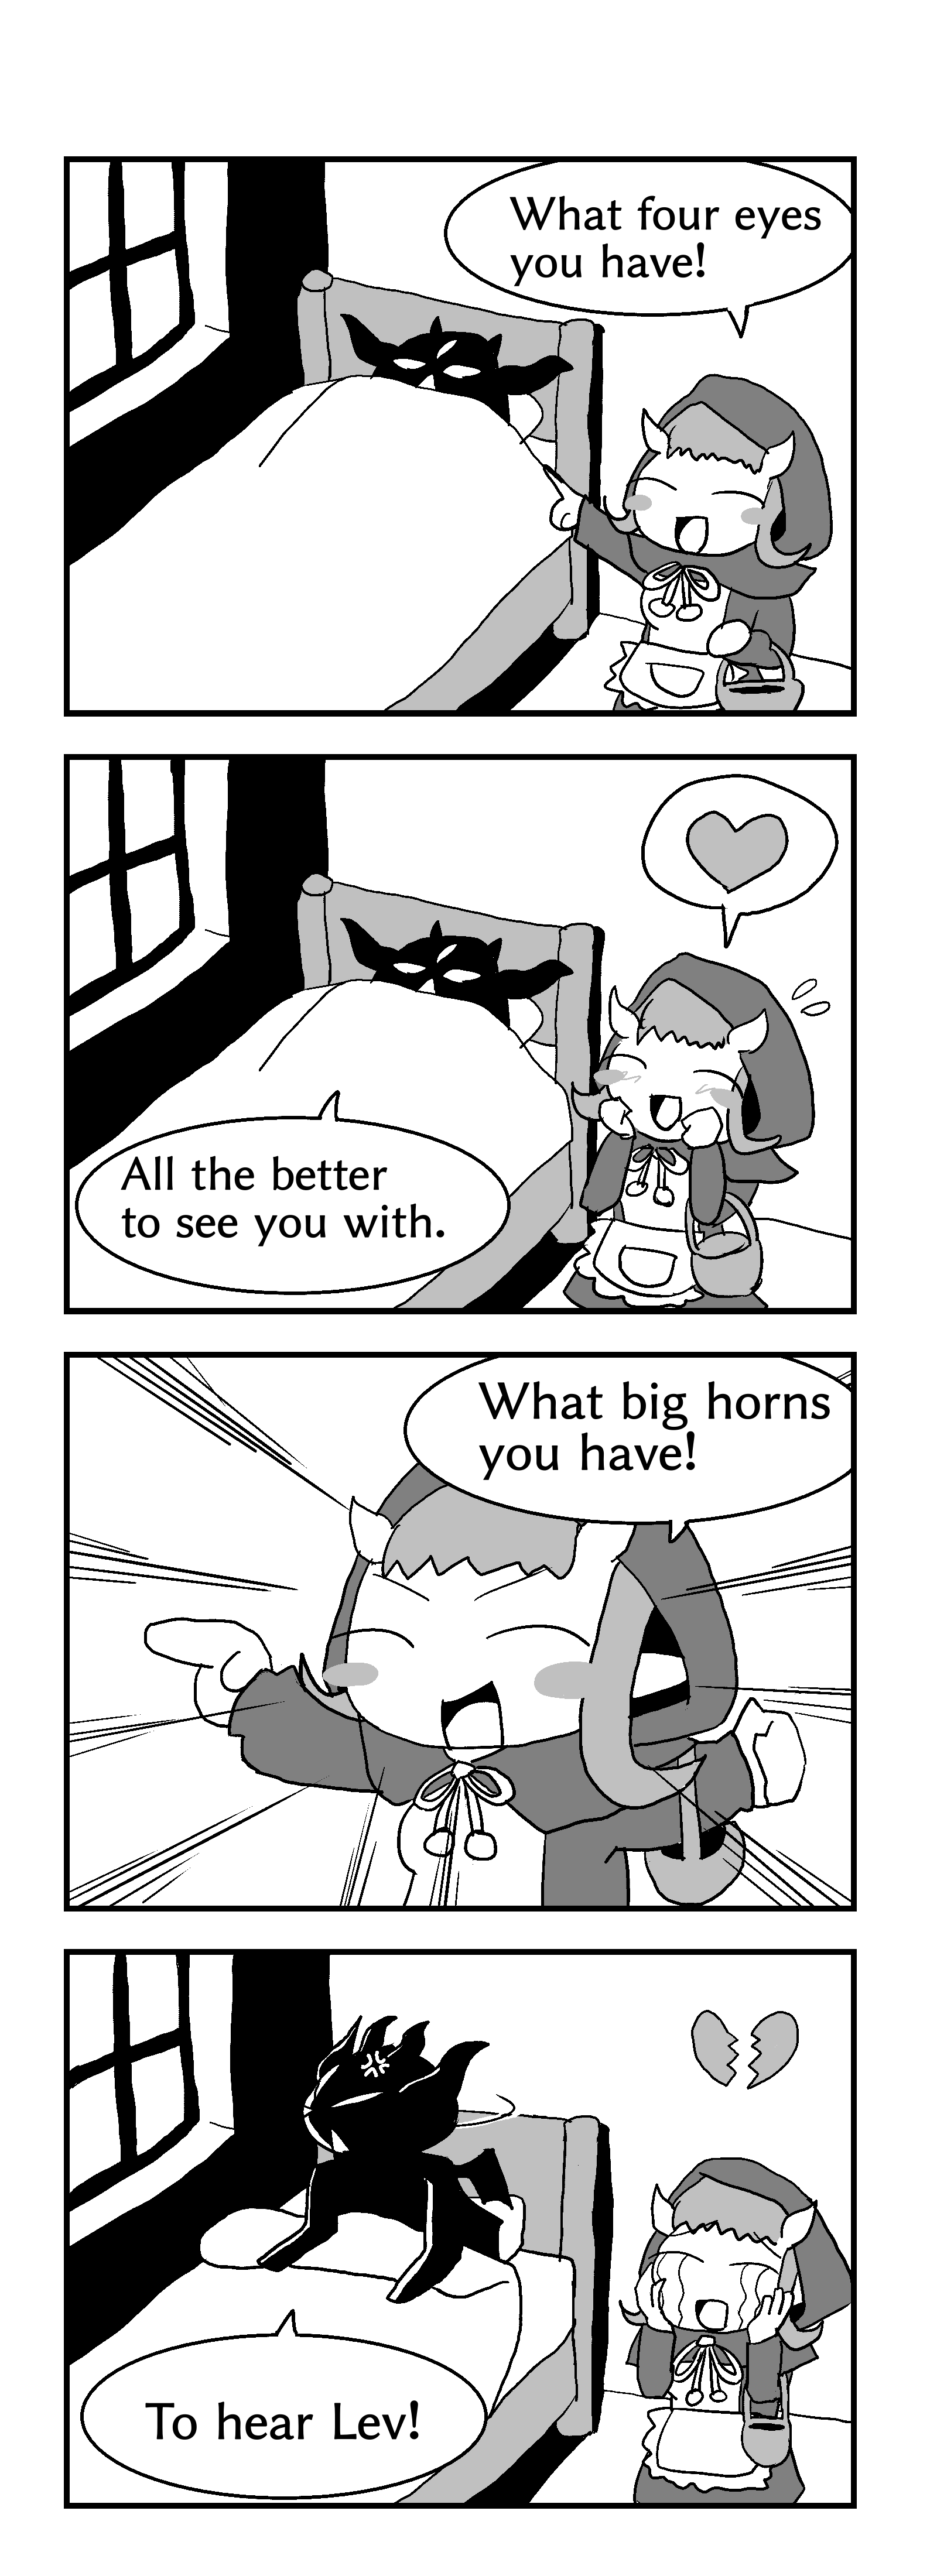 What four eyes
you have!
All the better
to see you with.
What big horns
you have!
To hear Lev!